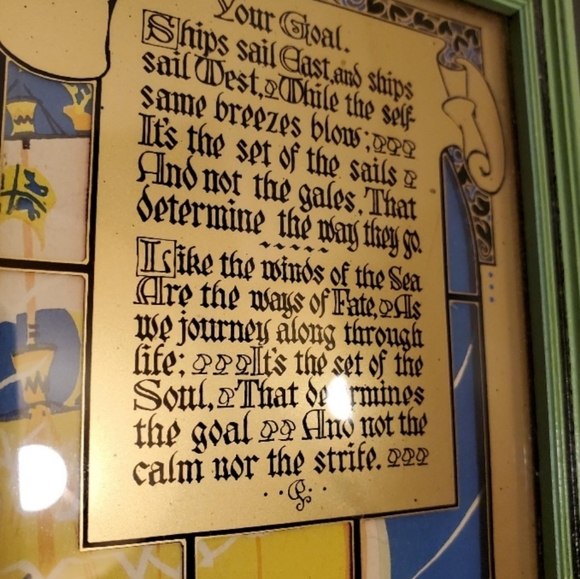 Your Goal.
Ships sail East, and ships
sail West, While the self-
same breezes blow;
It's the set of the sails
And not the gales, That
determine the way they go.
Like the winds of the Sea
Are the ways of Fate, As
we journey along through
life: It's the set of the
Soul, That determines
the goal And not the
calm nor the strife.